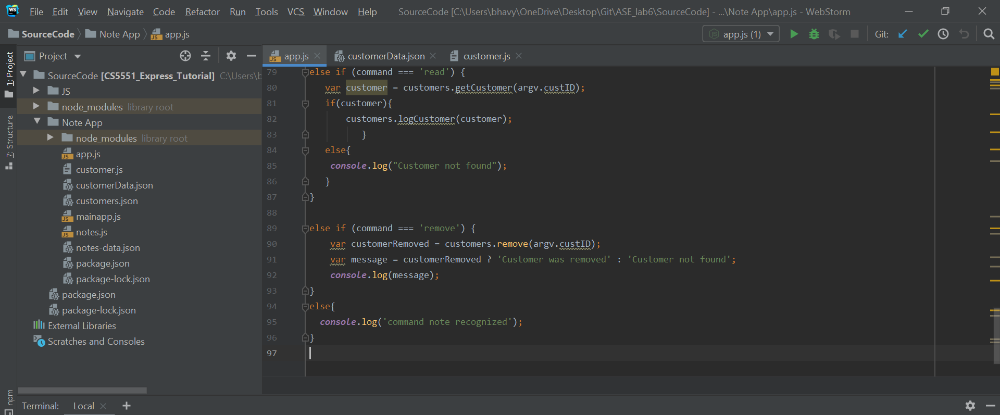 WS File Edit View Navigate Code Refactor Run Tools VCS Window Help SourceCode [C:\Users\bhavy\OneDrive\Desktop\Git\ASE_lab6\SourceCode] - ...\Note App\app.js - WebStorm
SourceCode Note App JS app.js JS app.js (1) Git:
1: Project
7: Structure
npm
Project
SourceCode [CS5551_Express_Tutorial] C:\Users\b
JS
node_modules library root
Note App
node_modules library root
JS app.js
customer.js
customerData.json
customers.json
JS mainapp.js
JS notes.js
notes-data.json
package.json
package-lock.json
package.json
package-lock.json
External Libraries
Scratches and Consoles
JS app.js customerData.json customer.js
79 else if (command === 'read') {
80 var customer = customers.getCustomer(argv.custID);
81 if(customer){
82 customers.logCustomer(customer);
83 }
84 else{
85 console.log("Customer not found");
86 }
87 }
88
89 else if (command === 'remove') {
90 var customerRemoved = customers.remove(argv.custID);
91 var message = customerRemoved ? 'Customer was removed' : 'Customer not found';
92 console.log(message);
93 }
94 else{
95 console.log('command note recognized');
96 }
97
Terminal: Local +